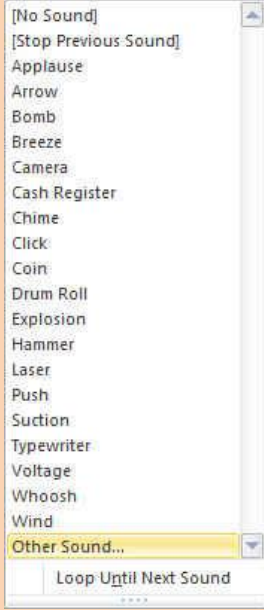 [No Sound]
[Stop Previous Sound]
Applause
Arrow
Bomb
Breeze
Camera
Cash Register
Chime
Click
Coin
Drum Roll
Explosion
Hammer
Laser
Push
Suction
Typewriter
Voltage
Whoosh
Wind
Other Sound...
Loop Until Next Sound